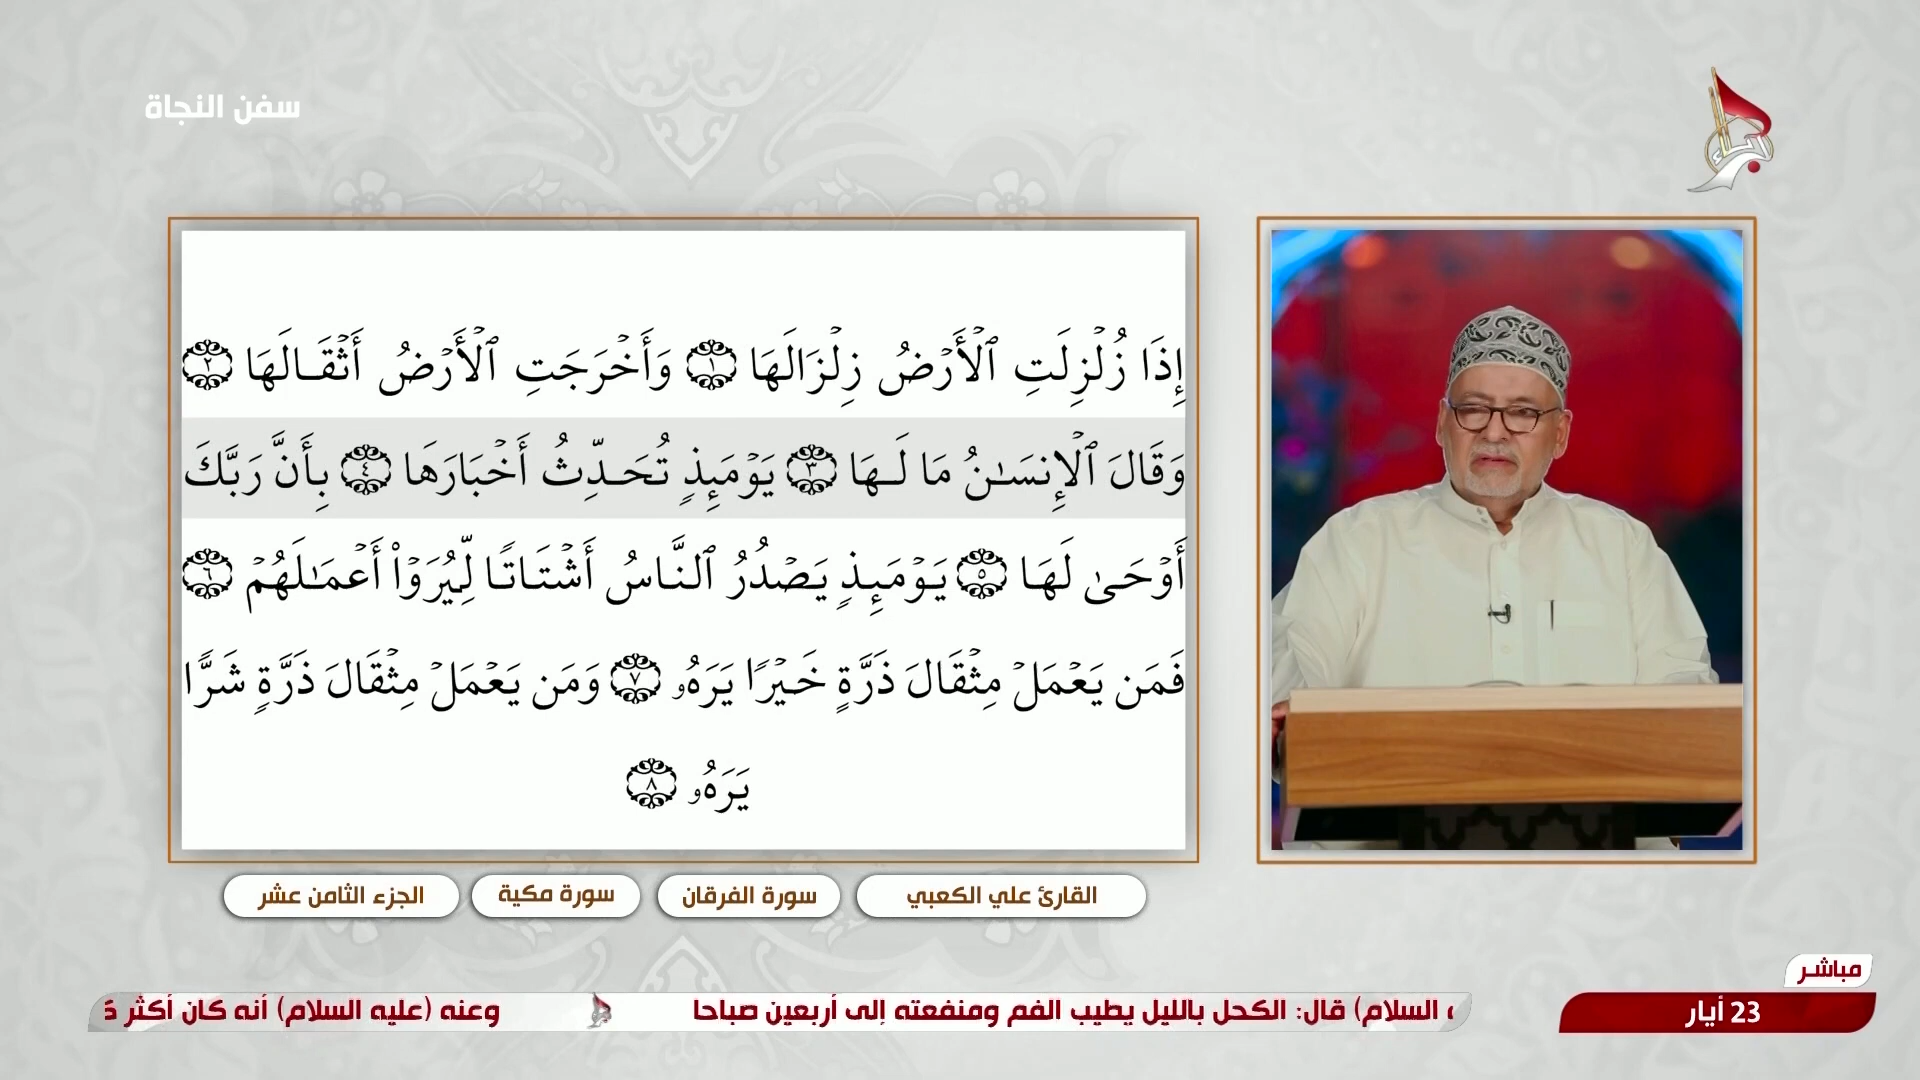 سفن النجاة
إِذَا زُلْزِلَتِ ٱلْأَرْضُ زِلْزَالَهَا ١ وَأَخْرَجَتِ ٱلْأَرْضُ أَثْقَالَهَا ٢
وَقَالَ ٱلْإِنسَـٰنُ مَا لَهَا ٣ يَوْمَئِذٍ تُحَدِّثُ أَخْبَارَهَا ٤ بِأَنَّ رَبَّكَ
أَوْحَىٰ لَهَا ٥ يَوْمَئِذٍ يَصْدُرُ ٱلنَّاسُ أَشْتَاتًا لِّيُرَوْا۟ أَعْمَـٰلَهُمْ ٦
فَمَن يَعْمَلْ مِثْقَالَ ذَرَّةٍ خَيْرًا يَرَهُۥ ٧ وَمَن يَعْمَلْ مِثْقَالَ ذَرَّةٍ شَرًّا
يَرَهُۥ ٨
القارئ علي الكعبي
سورة الفرقان
سورة مكية
الجزء الثامن عشر
مباشر
23 أيار
السلام) قال: الكحل بالليل يطيب الفم ومنفعته إلى أربعين صباحا
وعنه (عليه السلام) أنه كان أكثر